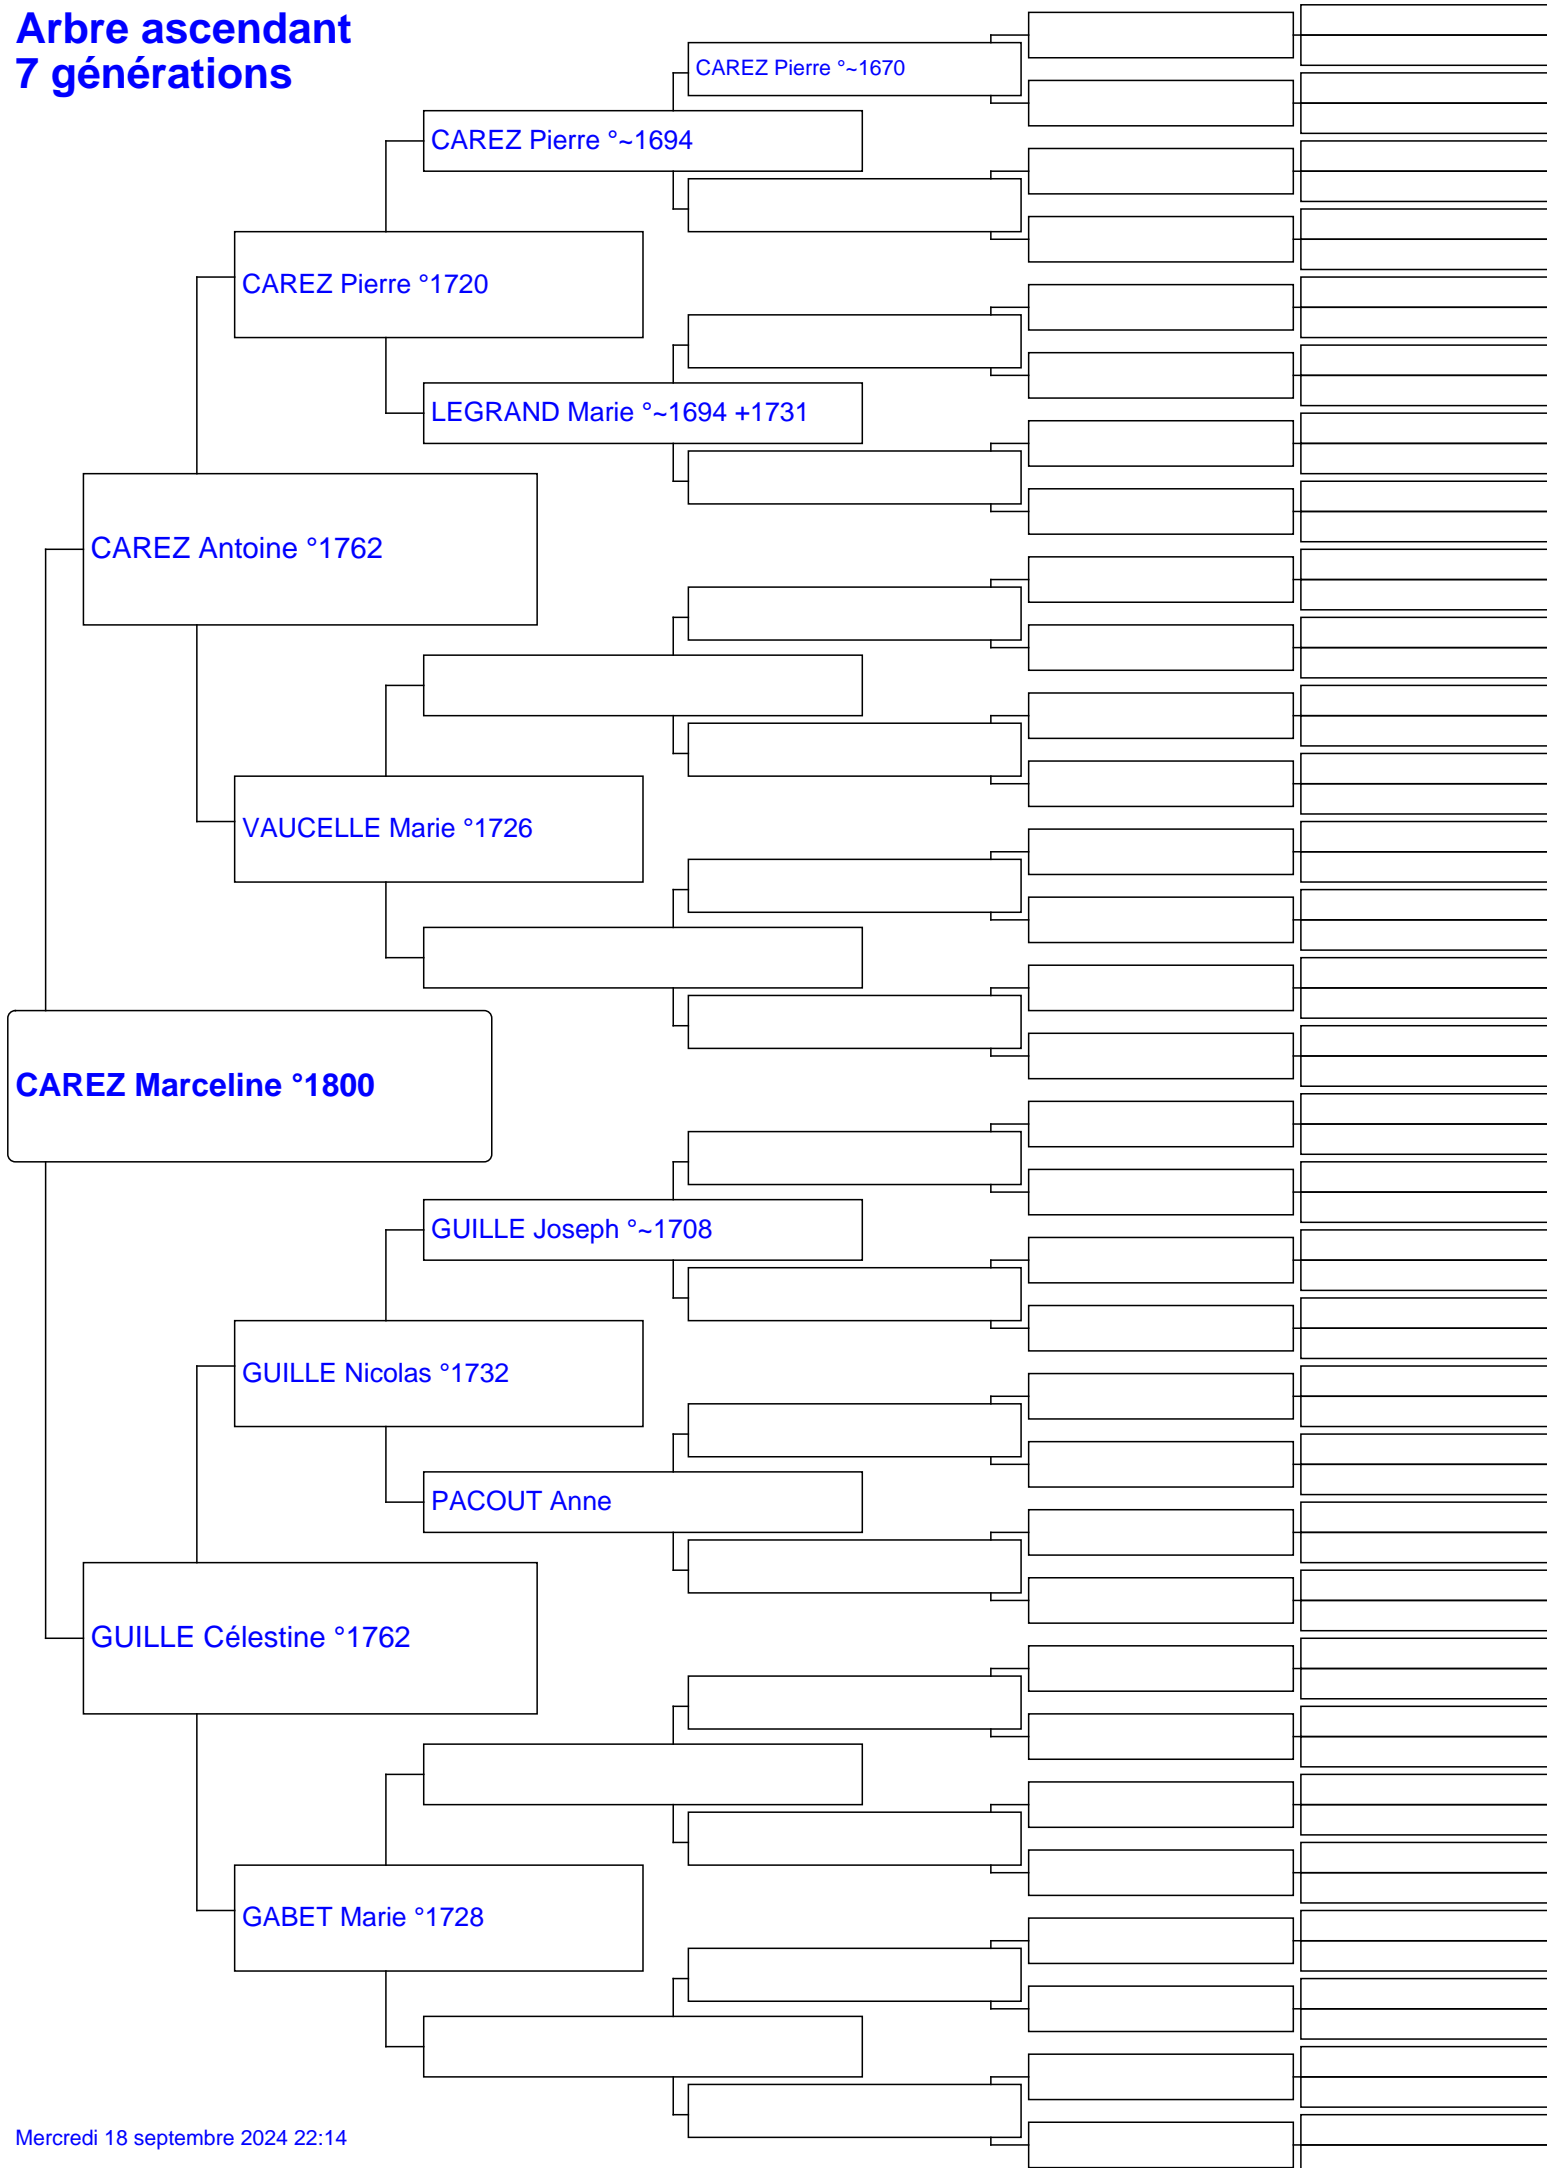 Arbre ascendant
7 générations
CAREZ Pierre °~1670
CAREZ Pierre °~1694
CAREZ Pierre °1720
LEGRAND Marie °~1694 +1731
CAREZ Antoine °1762
VAUCELLE Marie °1726
CAREZ Marceline °1800
GUILLE Joseph °~1708
GUILLE Nicolas °1732
PACOUT Anne
GUILLE Célestine °1762
GABET Marie °1728
Mercredi 18 septembre 2024 22:14